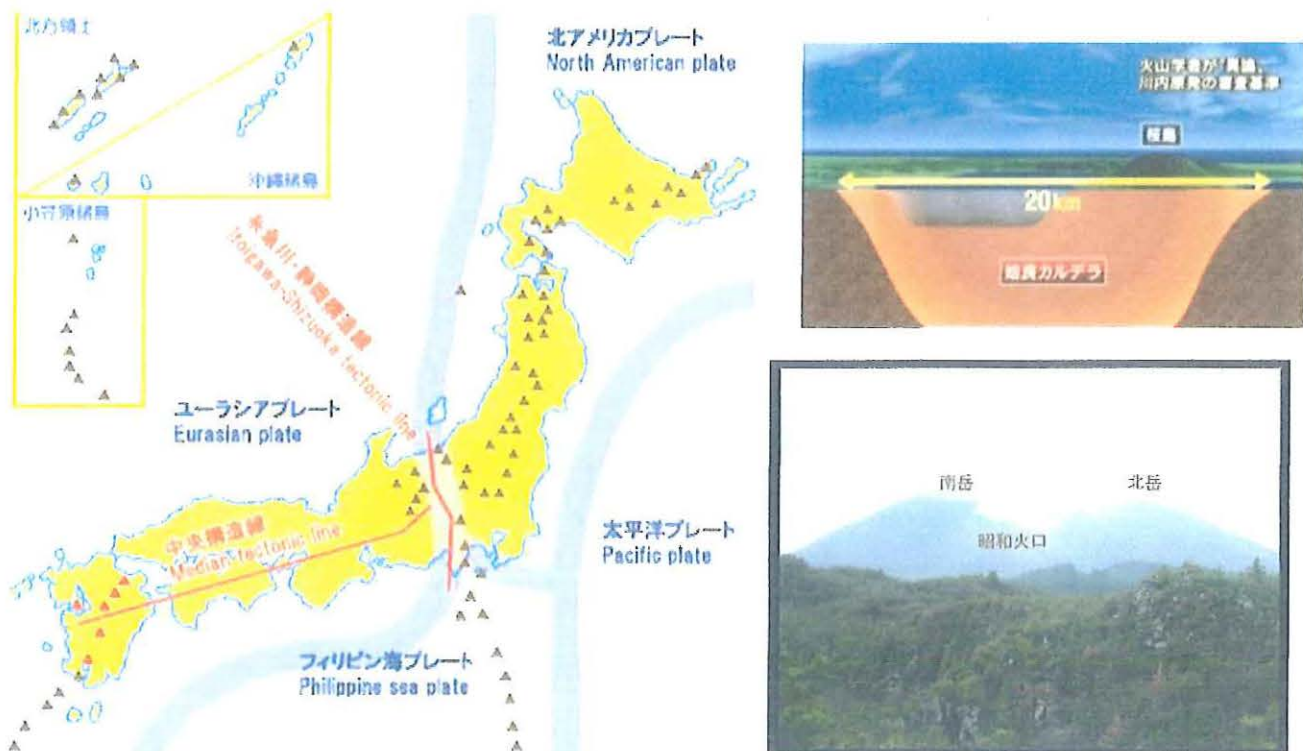 北方領土
沖縄諸島
小笠原諸島
北アメリカプレート
North American plate
糸魚川・静岡構造線
Itoigawa-Shizuoka tectonic line
ユーラシアプレート
Eurasian plate
中央構造線
Median tectonic line
太平洋プレート
Pacific plate
フィリピン海プレート
Philippine sea plate
火山学者が「異論」
川内原発の審査基準
桜島
20km
姶良カルデラ
南岳
北岳
昭和火口